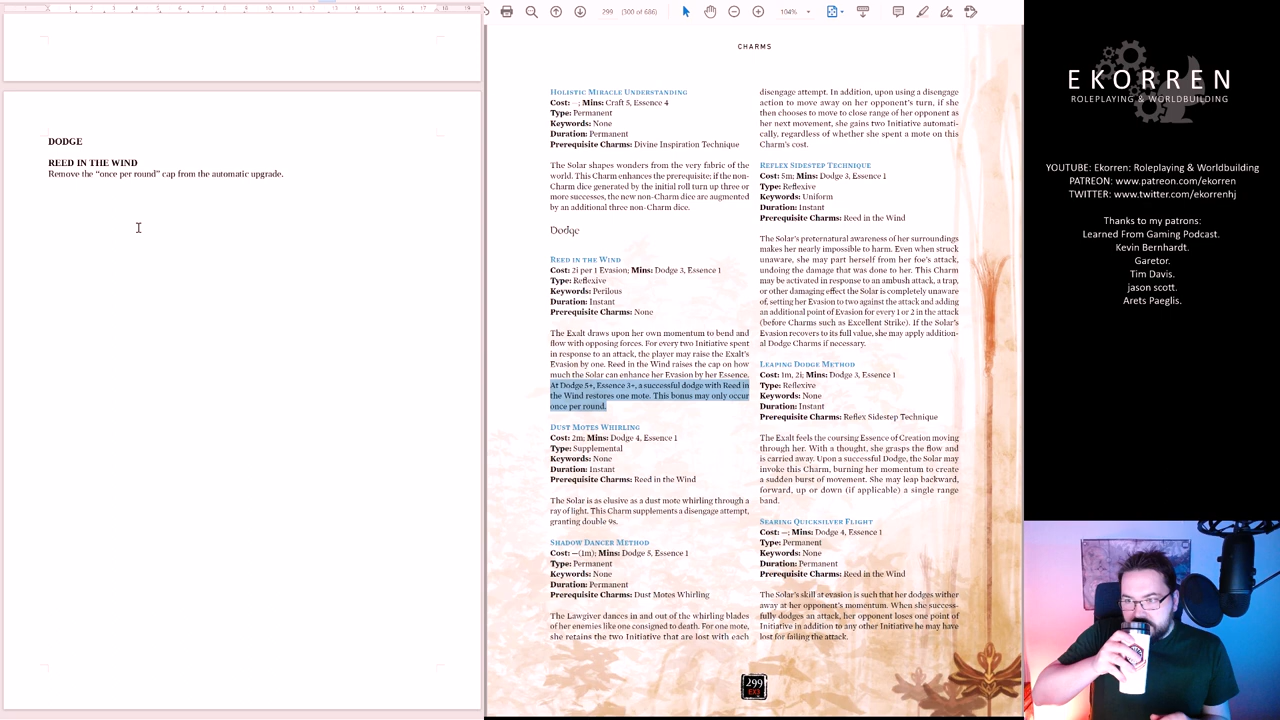 1 1 2 3 4 5 6 7 8 9 10 11 12 13 14 15 16 17 18 19
DODGE
REED IN THE WIND
Remove the “once per round” cap from the automatic upgrade.
299 (300 of 686) 104%
CHARMS
Holistic Miracle Understanding
Cost: —; Mins: Craft 5, Essence 4
Type: Permanent
Keywords: None
Duration: Permanent
Prerequisite Charms: Divine Inspiration Technique
The Solar shapes wonders from the very fabric of the
world. This Charm enhances the prerequisite; if the non-
Charm dice generated by the initial roll turn up three or
more successes, the new non-Charm dice are augmented
by an additional three non-Charm dice.
Dodge
Reed in the Wind
Cost: 2i per 1 Evasion; Mins: Dodge 3, Essence 1
Type: Reflexive
Keywords: Perilous
Duration: Instant
Prerequisite Charms: None
The Exalt draws upon her own momentum to bend and
flow with opposing forces. For every two Initiative spent
in response to an attack, the player may raise the Exalt’s
Evasion by one. Reed in the Wind raises the cap on how
much the Solar can enhance her Evasion by her Essence.
At Dodge 5+, Essence 3+, a successful dodge with Reed in
the Wind restores one mote. This bonus may only occur
once per round.
Dust Motes Whirling
Cost: 2m; Mins: Dodge 4, Essence 1
Type: Supplemental
Keywords: None
Duration: Instant
Prerequisite Charms: Reed in the Wind
The Solar is as elusive as a dust mote whirling through a
ray of light. This Charm supplements a disengage attempt,
granting double 9s.
Shadow Dancer Method
Cost: —(1m); Mins: Dodge 5, Essence 1
Type: Permanent
Keywords: None
Duration: Permanent
Prerequisite Charms: Dust Motes Whirling
The Lawgiver dances in and out of the whirling blades
of her enemies like one consigned to death. For one mote,
she retains the two Initiative that are lost with each
disengage attempt. In addition, upon using a disengage
action to move away on her opponent’s turn, if she
then chooses to move to close range of her opponent as
her next movement, she gains two Initiative automati-
cally, regardless of whether she spent a mote on this
Charm’s cost.
Reflex Sidestep Technique
Cost: 5m; Mins: Dodge 3, Essence 1
Type: Reflexive
Keywords: Uniform
Duration: Instant
Prerequisite Charms: Reed in the Wind
The Solar’s preternatural awareness of her surroundings
makes her nearly impossible to harm. Even when struck
unaware, she may part herself from her foe’s attack,
undoing the damage that was done to her. This Charm
may be activated in response to an ambush attack, a trap,
or other damaging effect the Solar is completely unaware
of, setting her Evasion to two against the attack and adding
an additional point of Evasion for every 1 or 2 in the attack
(before Charms such as Excellent Strike). If the Solar’s
Evasion recovers to its full value, she may apply addition-
al Dodge Charms if necessary.
Leaping Dodge Method
Cost: 1m, 2i; Mins: Dodge 3, Essence 1
Type: Reflexive
Keywords: None
Duration: Instant
Prerequisite Charms: Reflex Sidestep Technique
The Exalt feels the coursing Essence of Creation moving
through her. With a thought, she grasps the flow and
is carried away. Upon a successful Dodge, the Solar may
invoke this Charm, burning her momentum to create
a sudden burst of movement. She may leap backward,
forward, up or down (if applicable) a single range
band.
Searing Quicksilver Flight
Cost: —; Mins: Dodge 4, Essence 1
Type: Permanent
Keywords: None
Duration: Permanent
Prerequisite Charms: Reed in the Wind
The Solar’s skill at evasion is such that her dodges wither
away at her opponent’s momentum. When she success-
fully dodges an attack, her opponent loses one point of
Initiative in addition to any other Initiative he may have
lost for failing the attack.
299
EX3
EKORREN
ROLEPLAYING & WORLDBUILDING
YOUTUBE: Ekorren: Roleplaying & Worldbuilding
PATREON: www.patreon.com/ekorren
TWITTER: www.twitter.com/ekorrenhj
Thanks to my patrons:
Learned From Gaming Podcast.
Kevin Bernhardt.
Garetor.
Tim Davis.
jason scott.
Arets Paeglis.